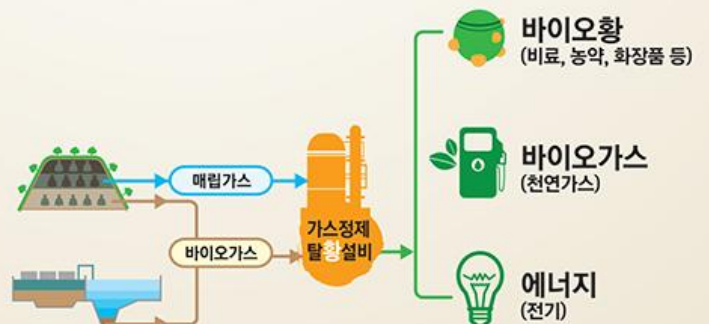 바이오황
(비료, 농약, 화장품 등)
매립가스
바이오가스
(천연가스)
가스정제
탈황설비
바이오가스
에너지
(전기)